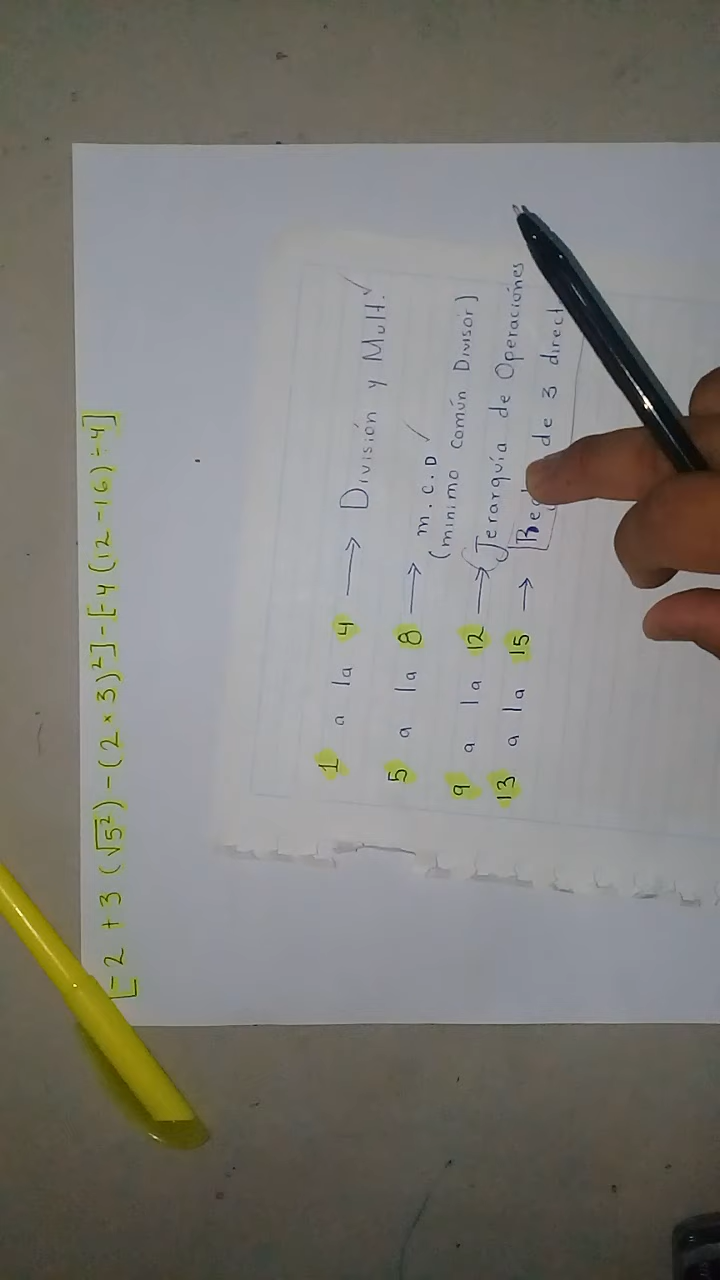 [-2 + 3 (√5²) - (2 × 3)²] - [-4 (12 - 16) ÷ 4]
1 a la 4 → División y Mult. ✓
5 a la 8 → m.c.D ✓
(mínimo Común Divisor)
9 a la 12 → Jerarquía de Operaciones
13 a la 15 → de 3 direct